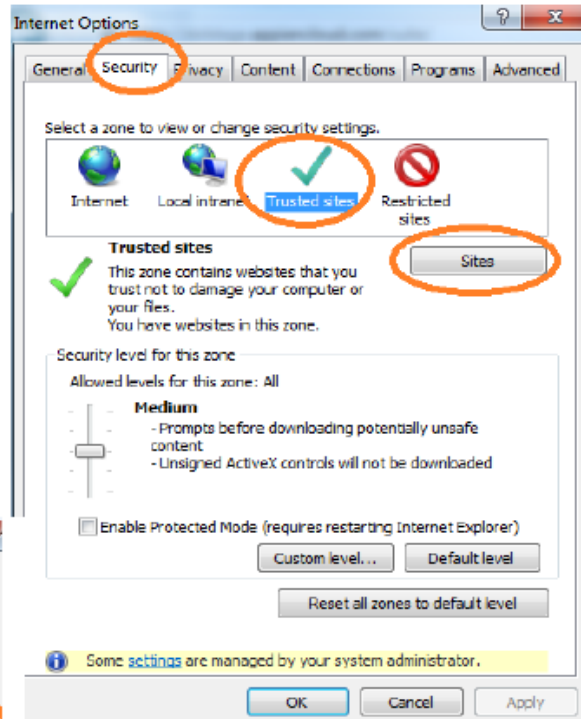 Internet Options
General Security Privacy Content Connections Programs Advanced
Select a zone to view or change security settings.
Internet Local intranet Trusted sites Restricted sites
Trusted sites
Sites
This zone contains websites that you
trust not to damage your computer or
your files.
You have websites in this zone.
Security level for this zone
Allowed levels for this zone: All
Medium
- Prompts before downloading potentially unsafe
content
- Unsigned ActiveX controls will not be downloaded
Enable Protected Mode (requires restarting Internet Explorer)
Custom level... Default level
Reset all zones to default level
Some settings are managed by your system administrator.
OK Cancel Apply